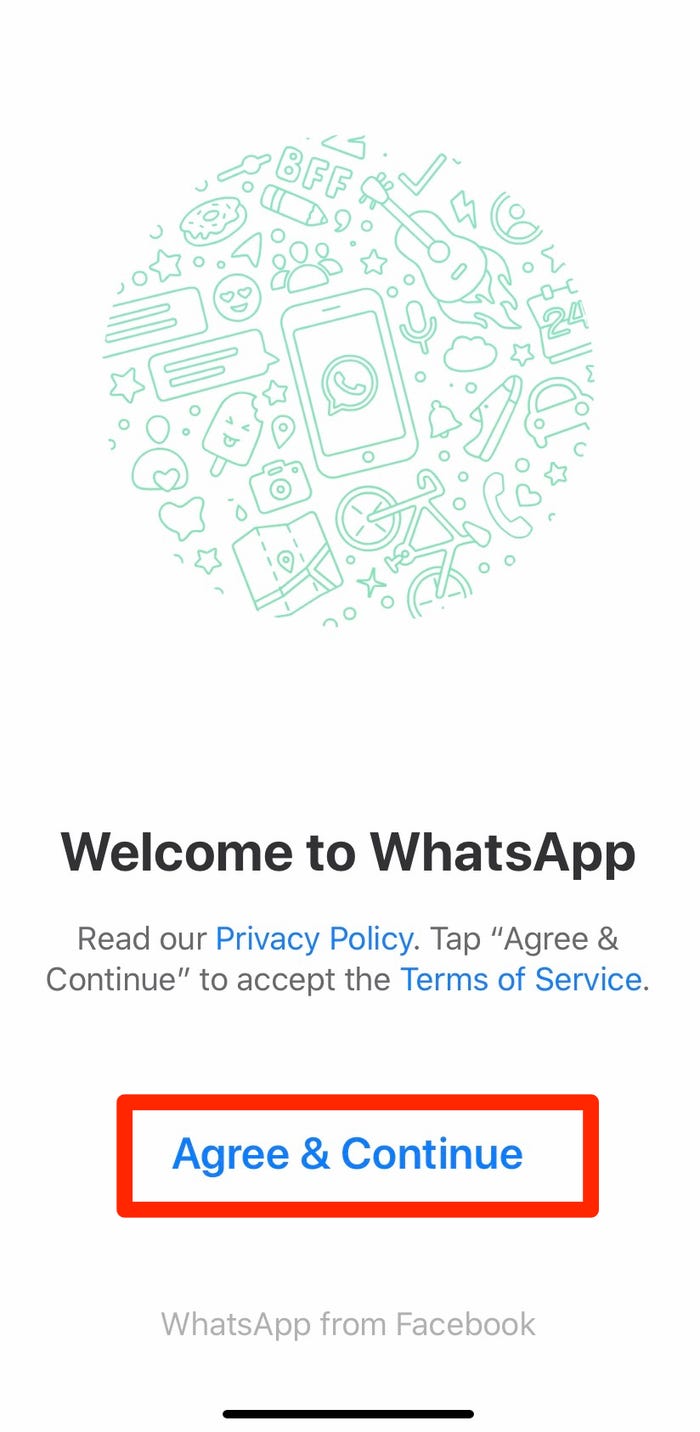 BFF
24
Welcome to WhatsApp
Read our Privacy Policy. Tap “Agree &
Continue” to accept the Terms of Service.
Agree & Continue
WhatsApp from Facebook